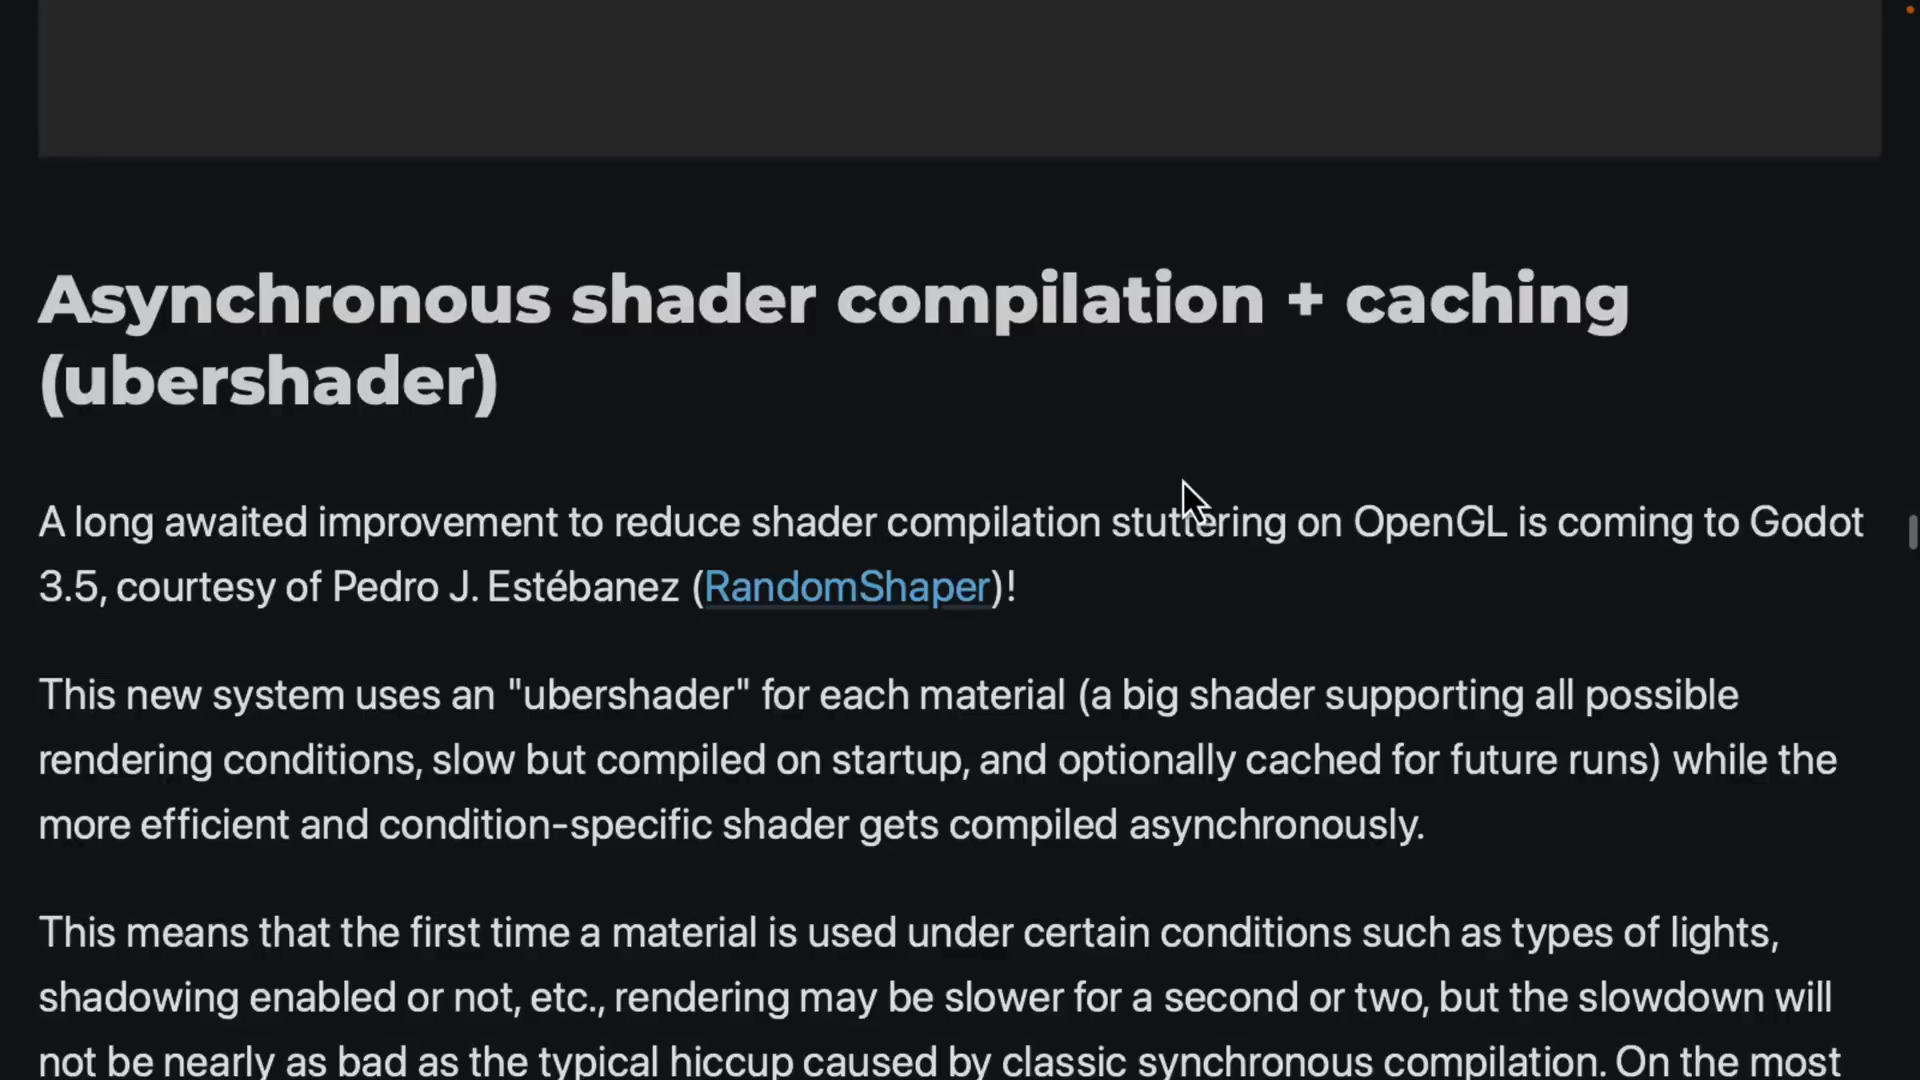 Asynchronous shader compilation + caching
(ubershader)
A long awaited improvement to reduce shader compilation stuttering on OpenGL is coming to Godot
3.5, courtesy of Pedro J. Estébanez (RandomShaper)!
This new system uses an "ubershader" for each material (a big shader supporting all possible
rendering conditions, slow but compiled on startup, and optionally cached for future runs) while the
more efficient and condition-specific shader gets compiled asynchronously.
This means that the first time a material is used under certain conditions such as types of lights,
shadowing enabled or not, etc., rendering may be slower for a second or two, but the slowdown will
not be nearly as bad as the typical hiccup caused by classic synchronous compilation. On the most